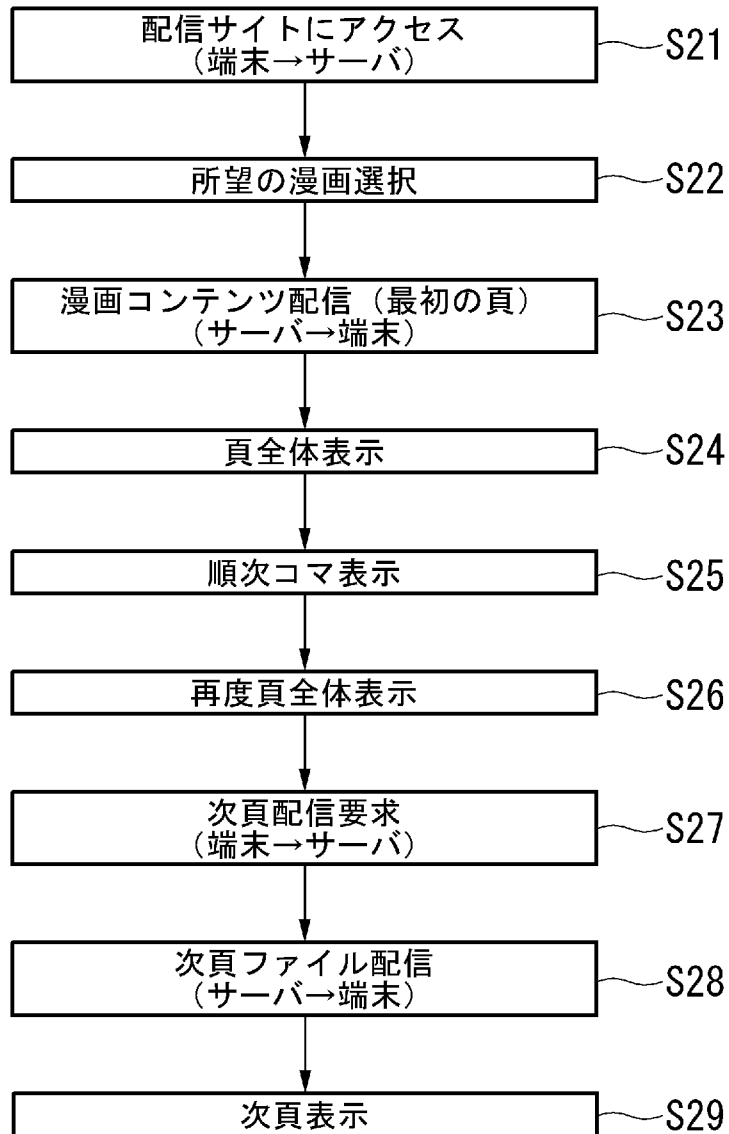 配信サイトにアクセス
（端末→サーバ）
S21
所望の漫画選択
S22
漫画コンテンツ配信（最初の頁）
（サーバ→端末）
S23
頁全体表示
S24
順次コマ表示
S25
再度頁全体表示
S26
次頁配信要求
（端末→サーバ）
S27
次頁ファイル配信
（サーバ→端末）
S28
次頁表示
S29